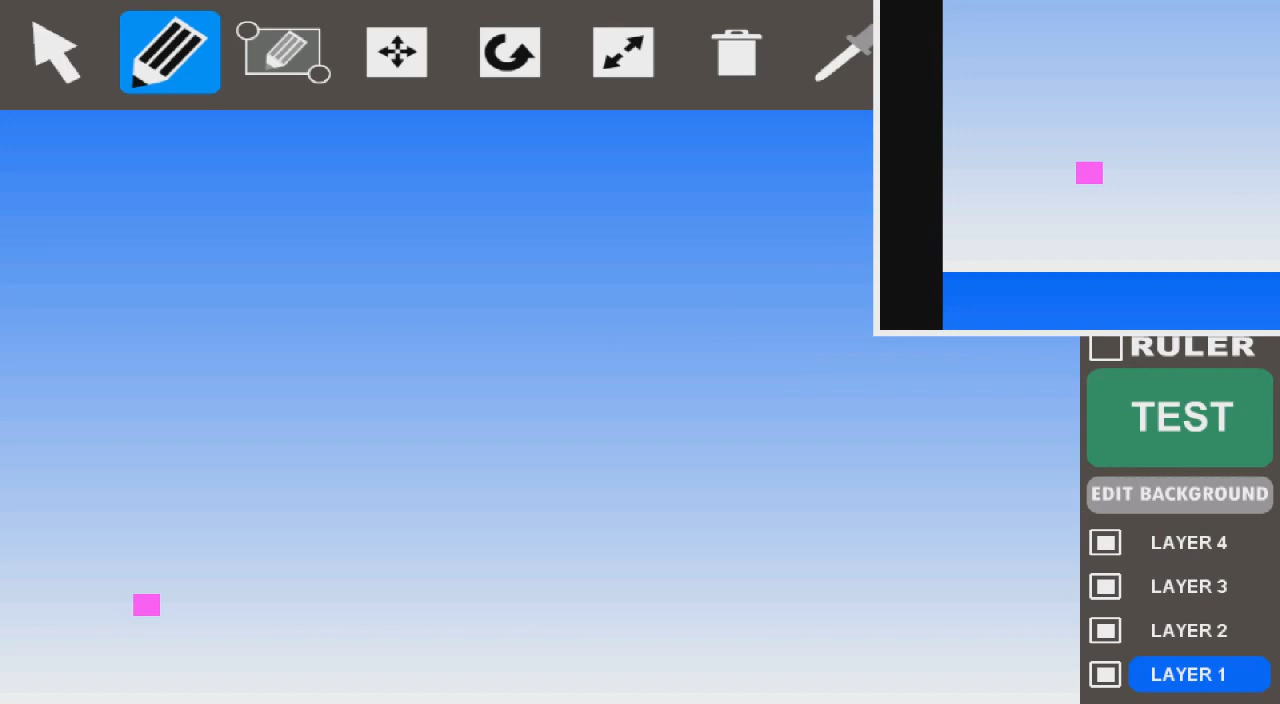 RULER
TEST
EDIT BACKGROUND
LAYER 4
LAYER 3
LAYER 2
LAYER 1